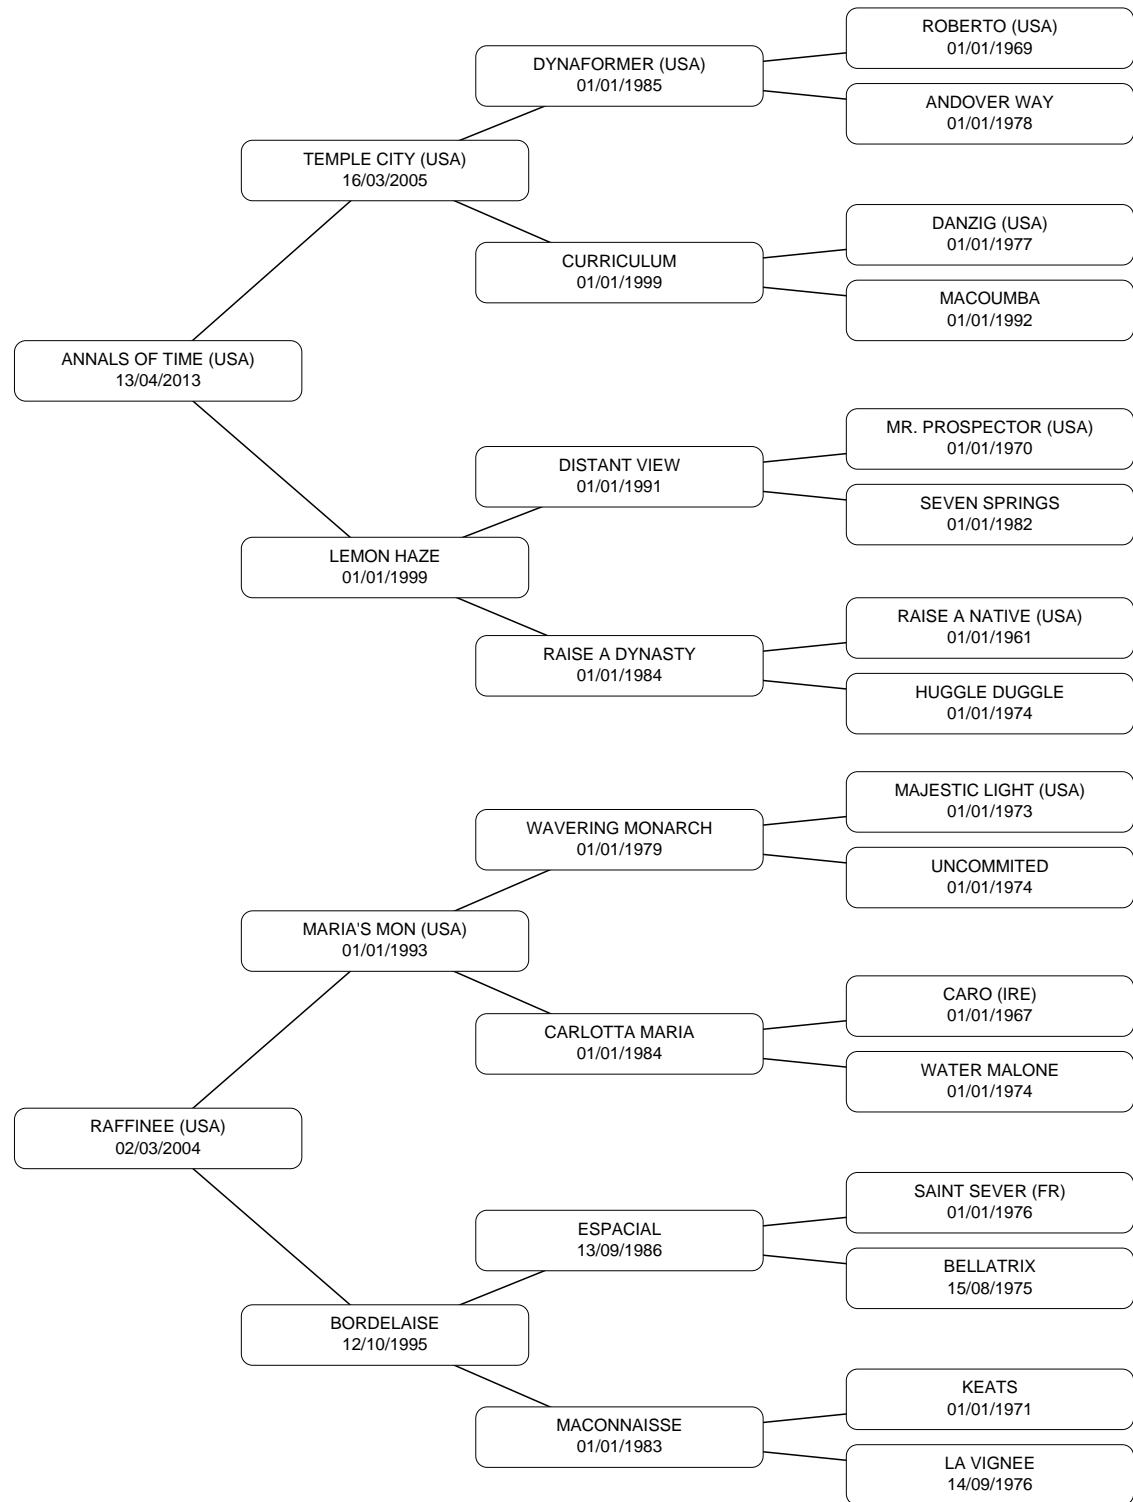 ROBERTO (USA)
01/01/1969
DYNAFORMER (USA)
01/01/1985
ANDOVER WAY
01/01/1978
TEMPLE CITY (USA)
16/03/2005
DANZIG (USA)
01/01/1977
CURRICULUM
01/01/1999
MACOUMBA
01/01/1992
ANNALS OF TIME (USA)
13/04/2013
MR. PROSPECTOR (USA)
01/01/1970
DISTANT VIEW
01/01/1991
SEVEN SPRINGS
01/01/1982
LEMON HAZE
01/01/1999
RAISE A NATIVE (USA)
01/01/1961
RAISE A DYNASTY
01/01/1984
HUGGLE DUGGLE
01/01/1974
MAJESTIC LIGHT (USA)
01/01/1973
WAVERING MONARCH
01/01/1979
UNCOMMITED
01/01/1974
MARIA'S MON (USA)
01/01/1993
CARO (IRE)
01/01/1967
CARLOTTA MARIA
01/01/1984
WATER MALONE
01/01/1974
RAFFINEE (USA)
02/03/2004
SAINT SEVER (FR)
01/01/1976
ESPACIAL
13/09/1986
BELLATRIX
15/08/1975
BORDELAISE
12/10/1995
KEATS
01/01/1971
MACONNAISSE
01/01/1983
LA VIGNEE
14/09/1976